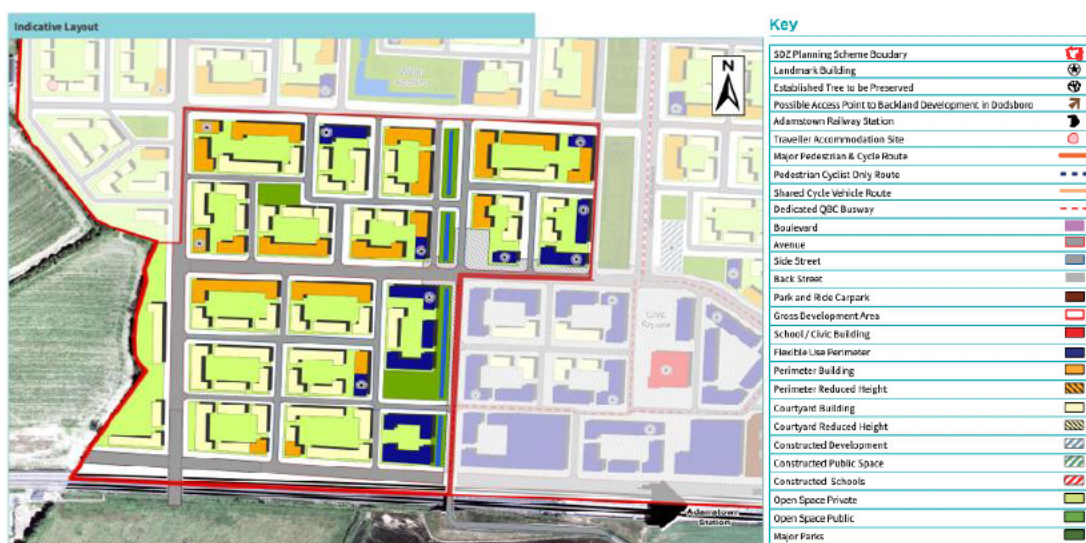 Indicative Layout
Key
SDZ Planning Scheme Boudary
Landmark Building
Established Tree to be Preserved
Possible Access Point to Backland Development in Dodsboro
Adamstown Railway Station
Traveller Accommodation Site
Major Pedestrian & Cycle Route
Pedestrian Cyclist Only Route
Shared Cycle Vehicle Route
Dedicated QBC Busway
Boulevard
Avenue
Side Street
Back Street
Park and Ride Carpark
Gross Development Area
School / Civic Building
Flexible Use Perimeter
Perimeter Building
Perimeter Reduced Height
Courtyard Building
Courtyard Reduced Height
Constructed Development
Constructed Public Space
Constructed Schools
Open Space Private
Open Space Public
Major Parks
N
Civic
Square
Adamstown
Station